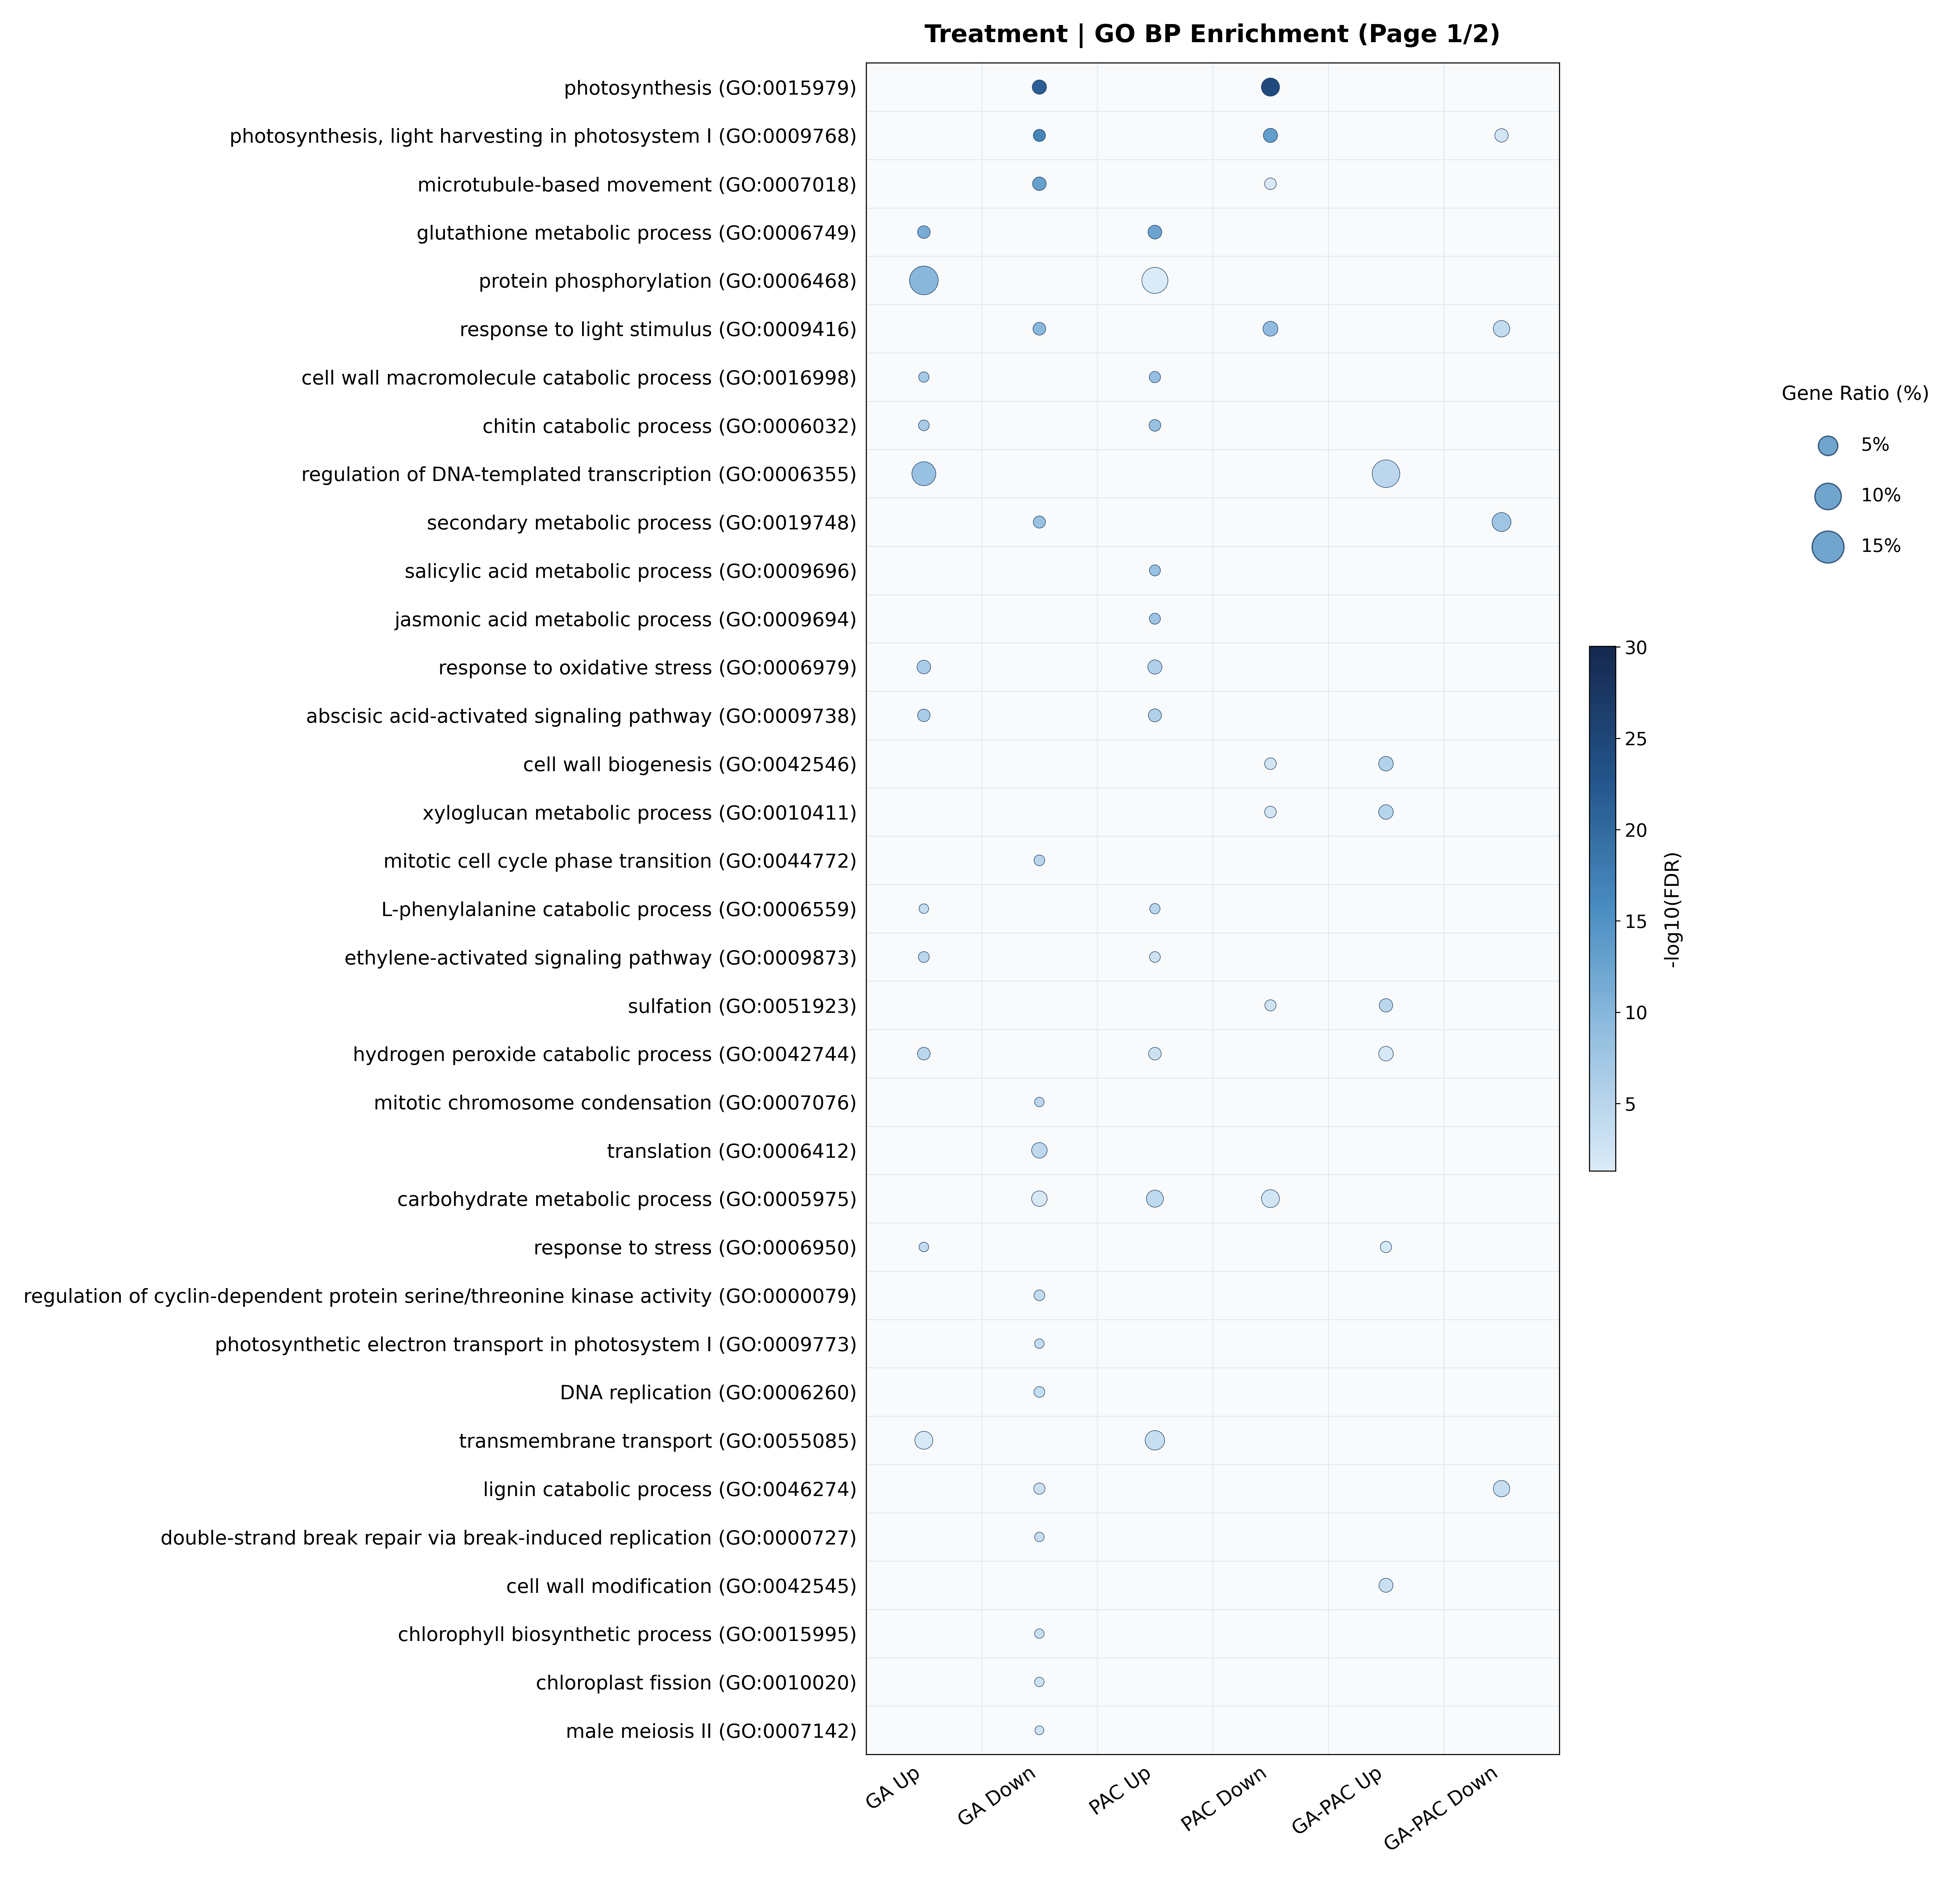 Treatment | GO BP Enrichment (Page 1/2)
photosynthesis (GO:0015979)
photosynthesis, light harvesting in photosystem I (GO:0009768)
microtubule-based movement (GO:0007018)
glutathione metabolic process (GO:0006749)
protein phosphorylation (GO:0006468)
response to light stimulus (GO:0009416)
cell wall macromolecule catabolic process (GO:0016998)
chitin catabolic process (GO:0006032)
regulation of DNA-templated transcription (GO:0006355)
secondary metabolic process (GO:0019748)
salicylic acid metabolic process (GO:0009696)
jasmonic acid metabolic process (GO:0009694)
response to oxidative stress (GO:0006979)
abscisic acid-activated signaling pathway (GO:0009738)
cell wall biogenesis (GO:0042546)
xyloglucan metabolic process (GO:0010411)
mitotic cell cycle phase transition (GO:0044772)
L-phenylalanine catabolic process (GO:0006559)
ethylene-activated signaling pathway (GO:0009873)
sulfation (GO:0051923)
hydrogen peroxide catabolic process (GO:0042744)
mitotic chromosome condensation (GO:0007076)
translation (GO:0006412)
carbohydrate metabolic process (GO:0005975)
response to stress (GO:0006950)
regulation of cyclin-dependent protein serine/threonine kinase activity (GO:0000079)
photosynthetic electron transport in photosystem I (GO:0009773)
DNA replication (GO:0006260)
transmembrane transport (GO:0055085)
lignin catabolic process (GO:0046274)
double-strand break repair via break-induced replication (GO:0000727)
cell wall modification (GO:0042545)
chlorophyll biosynthetic process (GO:0015995)
chloroplast fission (GO:0010020)
male meiosis II (GO:0007142)
GA Up
GA Down
PAC Up
PAC Down
GA-PAC Up
GA-PAC Down
Gene Ratio (%)
5%
10%
15%
30
25
20
15
10
5
-log10(FDR)